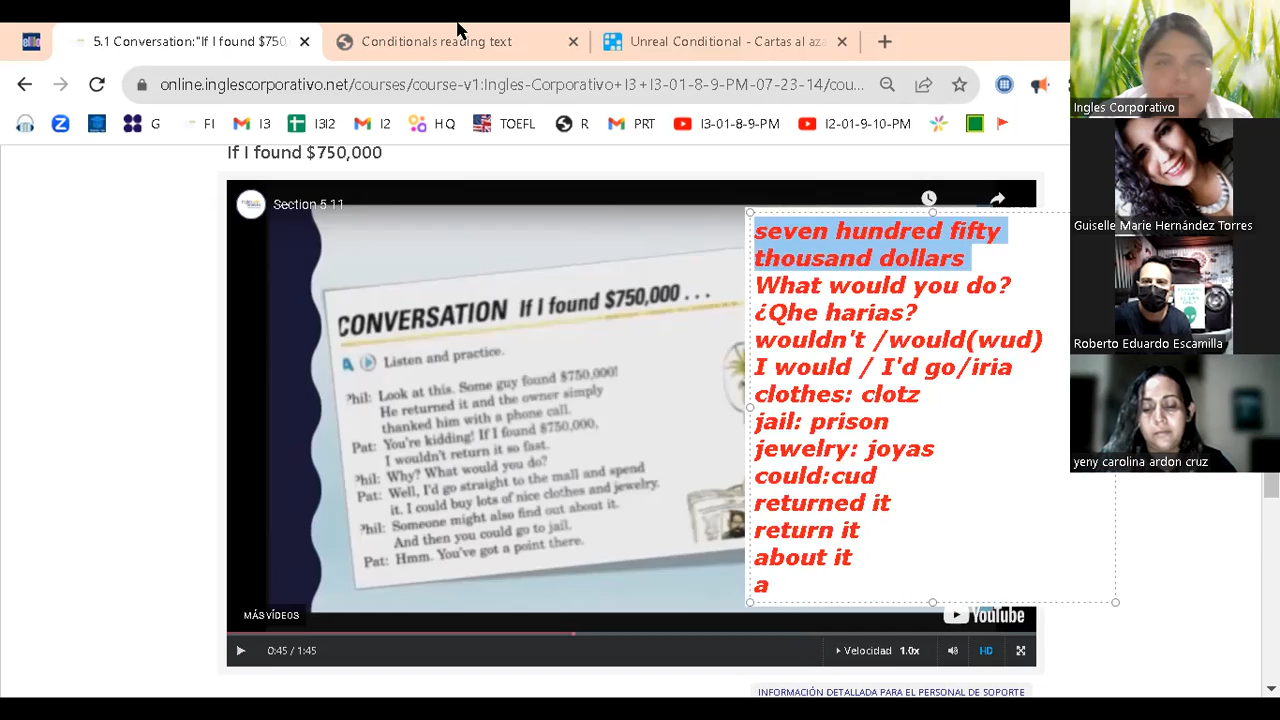 5.1 Conversation:"If I found $750,
Conditionals reading text
Unreal Conditional - Cartas al aza
online.inglescorporativo.net/courses/course-v1:Ingles-Corporativo+I3+I3-01-8-9-PM-07-23-14/cou...
G
FI
I3
I3I2
I2
HQ
TOEFL
R
PRT
I3-01-8-9-PM
I2-01-9-10-PM
If I found $750,000
Section 5 11
CONVERSATION If I found $750,000 . . .
A Listen and practice.
Phil: Look at this. Some guy found $750,000!
He returned it and the owner simply
thanked him with a phone call.
Pat: You're kidding! If I found $750,000,
I wouldn't return it so fast.
Phil: Why? What would you do?
Pat: Well, I'd go straight to the mall and spend
it. I could buy lots of nice clothes and jewelry.
Phil: Someone might also find out about it.
And then you could go to jail.
Pat: Hmm. You've got a point there.
seven hundred fifty
thousand dollars
What would you do?
¿Qhe harias?
wouldn't /would(wud)
I would / I'd go/iria
clothes: clotz
jail: prison
jewelry: joyas
could:cud
returned it
return it
about it
a
MÁS VÍDEOS
YouTube
0:45 / 1:45
Velocidad 1.0x
HD
INFORMACIÓN DETALLADA PARA EL PERSONAL DE SOPORTE
Ingles Corporativo
Guiselle Marie Hernández Torres
Roberto Eduardo Escamilla
yeny carolina ardon cruz